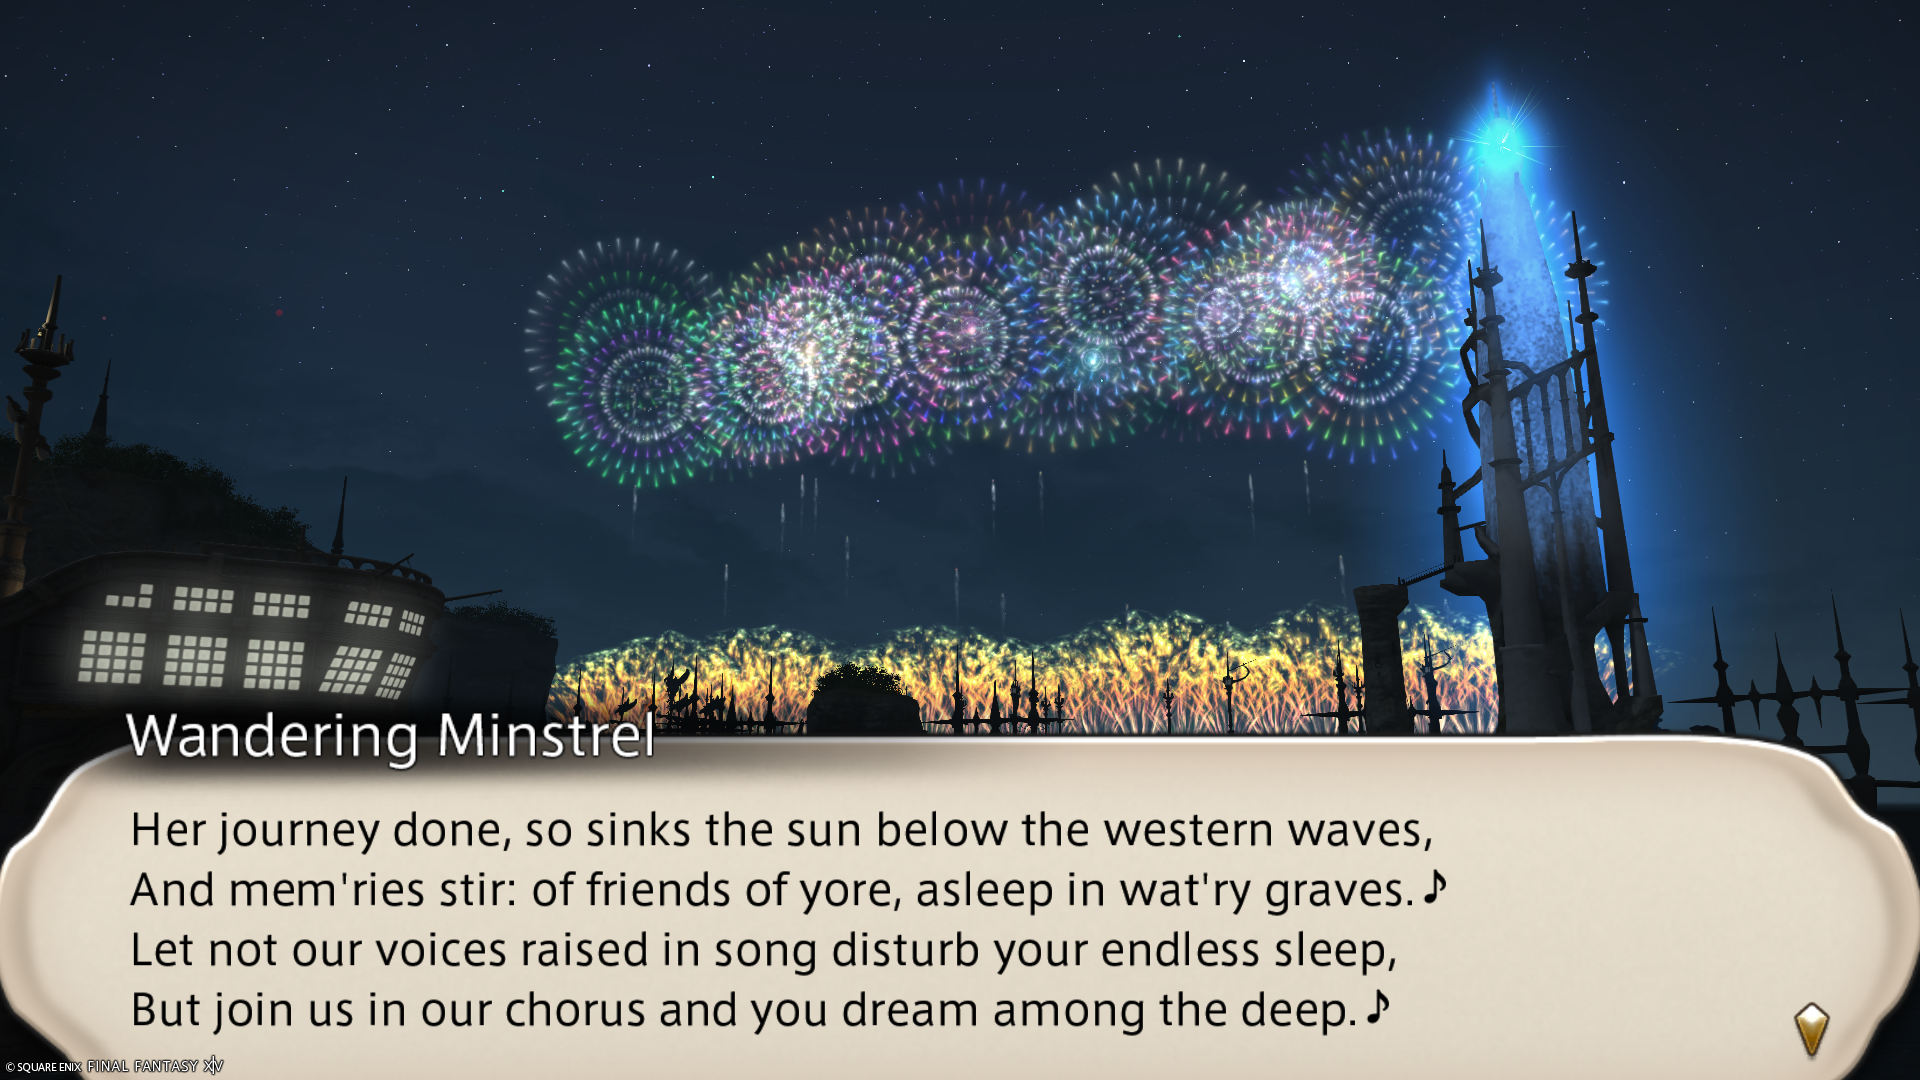 Wandering Minstrel
Her journey done, so sinks the sun below the western waves,
And mem'ries stir: of friends of yore, asleep in wat'ry graves.♪
Let not our voices raised in song disturb your endless sleep,
But join us in our chorus and you dream among the deep.♪
© SQUARE ENIX FINAL FANTASY XIV